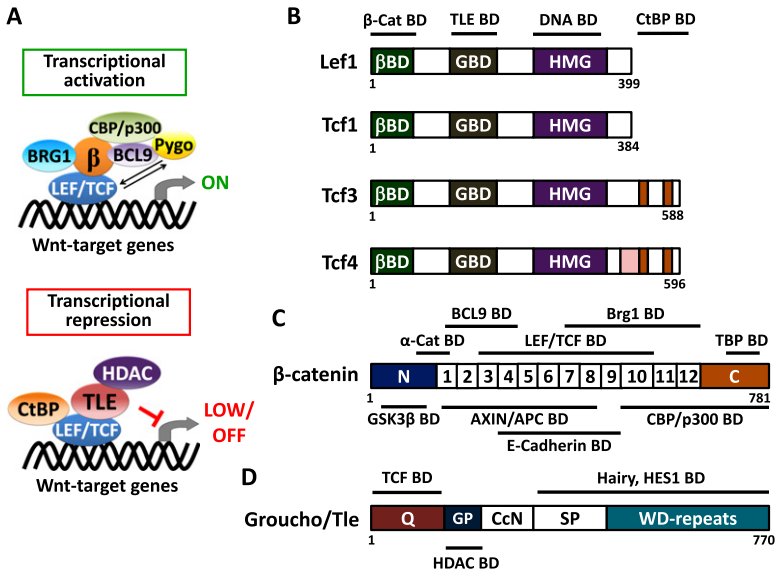 A
Transcriptional
activation
CBP/p300
Pygo
BRG1
β
BCL9
LEF/TCF
ON
Wnt-target genes
Transcriptional
repression
HDAC
CtBP
TLE
LEF/TCF
LOW/
OFF
Wnt-target genes
B
β-Cat BD TLE BD DNA BD CtBP BD
Lef1 βBD GBD HMG
1 399
Tcf1 βBD GBD HMG
1 384
Tcf3 βBD GBD HMG
1 588
Tcf4 βBD GBD HMG
1 596
C
BCL9 BD Brg1 BD
α-Cat BD LEF/TCF BD TBP BD
β-catenin N 1 2 3 4 5 6 7 8 9 10 11 12 C
1 781
GSK3β BD AXIN/APC BD CBP/p300 BD
E-Cadherin BD
D
TCF BD Hairy, HES1 BD
Groucho/Tle Q GP CcN SP WD-repeats
1 770
HDAC BD